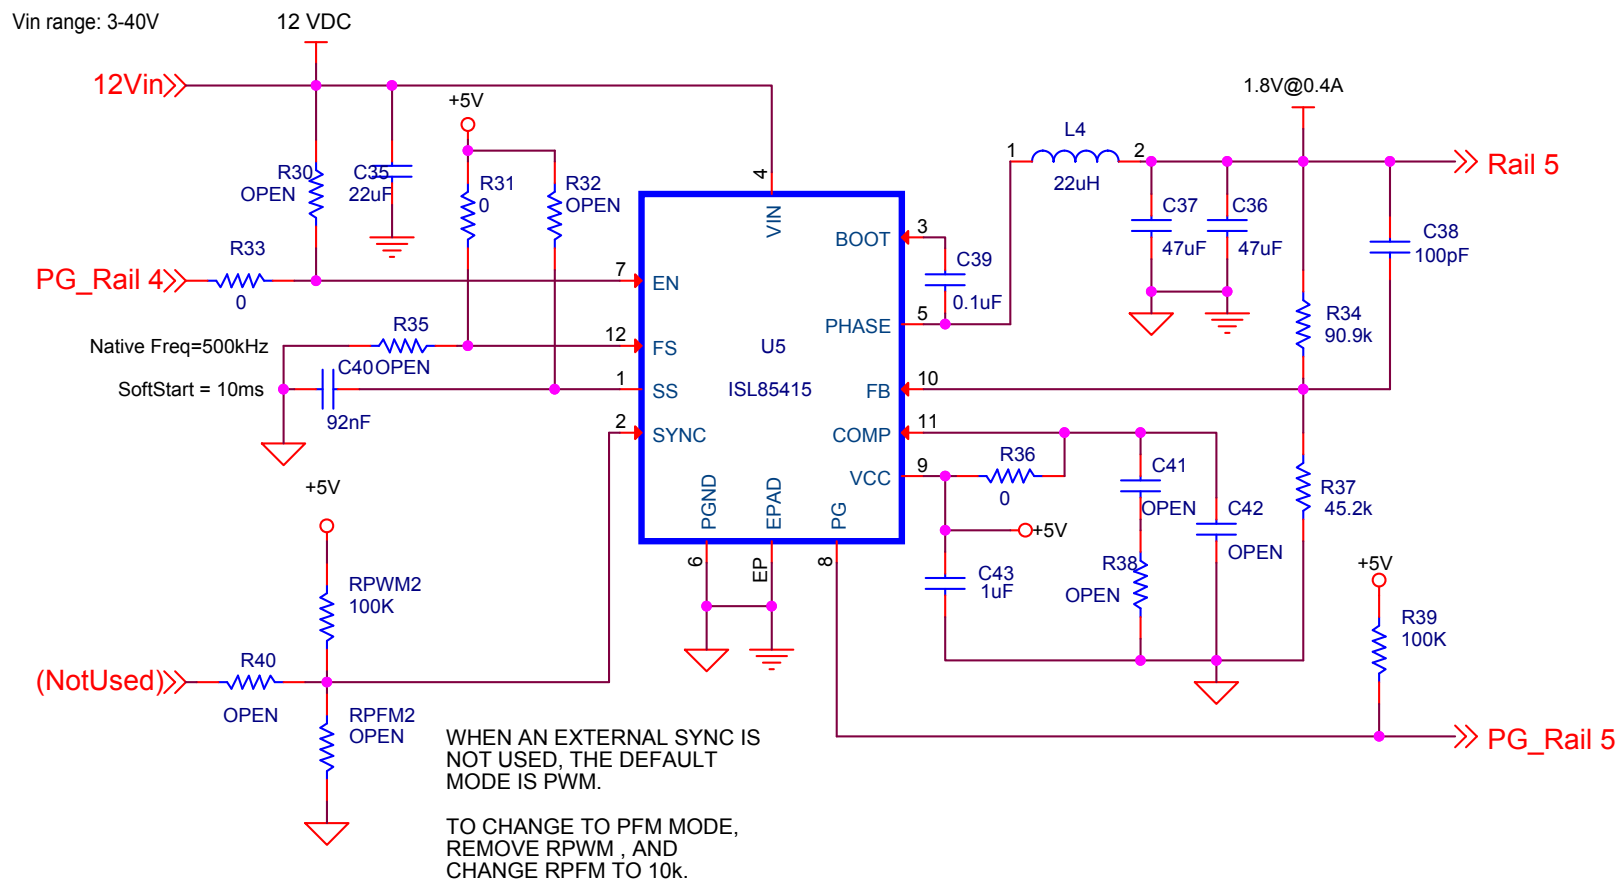 Vin range: 3-40V
12 VDC
12Vin
+5V
1.8V@0.4A
L4
1
2
22uH
Rail 5
R30
OPEN
C35
22uF
R31
0
R32
OPEN
4
VIN
3
BOOT
C39
0.1uF
C37
47uF
C36
47uF
C38
100pF
R33
0
PG_Rail 4
7
EN
5
PHASE
R34
90.9k
Native Freq=500kHz
R35
OPEN
12
FS
U5
ISL85415
SoftStart = 10ms
C40
92nF
1
SS
10
FB
2
SYNC
11
COMP
9
VCC
R36
0
C41
OPEN
C42
OPEN
R37
45.2k
PGND
EPAD
PG
6
EP
8
+5V
+5V
C43
1uF
R38
OPEN
+5V
R39
100K
RPWM2
100K
(NotUsed)
R40
OPEN
RPFM2
OPEN
PG_Rail 5
WHEN AN EXTERNAL SYNC IS
NOT USED, THE DEFAULT
MODE IS PWM.
TO CHANGE TO PFM MODE,
REMOVE RPWM , AND
CHANGE RPFM TO 10k.